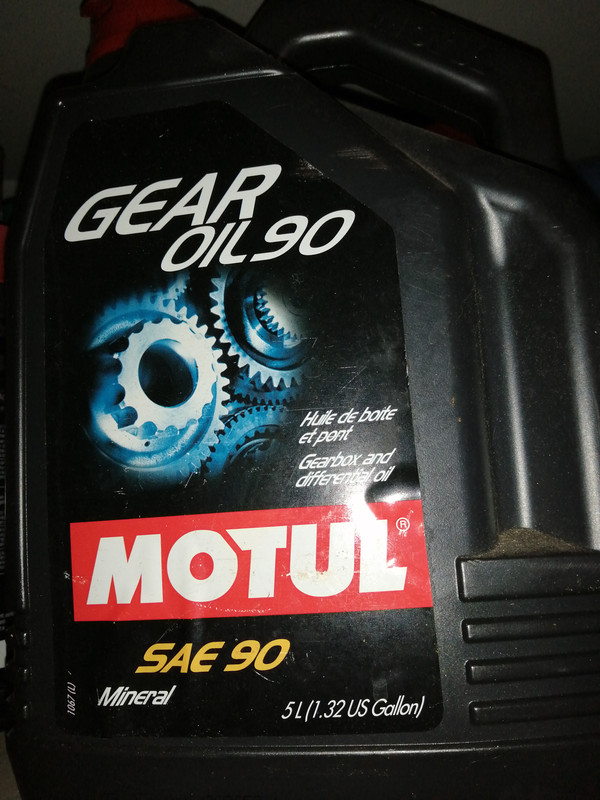 GEAR
OIL 90
Huile de boite
et pont
Gearbox and
differential oil
MOTUL®
SAE 90
Mineral
5 L (1.32 US Gallon)
1067 (L)